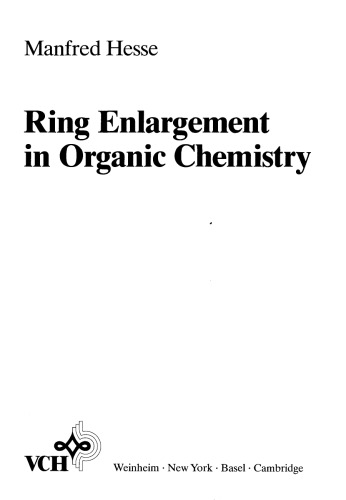 Manfred Hesse
Ring Enlargement
in Organic Chemistry
VCH
Weinheim · New York · Basel · Cambridge